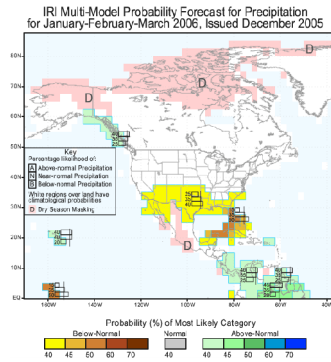 IRI Multi-Model Probability Forecast for Precipitation
for January-February-March 2006, Issued December 2005
80N
70N
60N
50N
40N
30N
20N
10N
EQ
D
D
D
D
Key
Percentage likelihood of:
A Above-normal Precipitation
N Near-normal Precipitation
B Below-normal Precipitation
White regions over land have
climatological probabilities
D Dry Season Masking
160W 140W 120W 100W 80W 60W 40W
Probability (%) of Most Likely Category
Below-Normal Normal Above-Normal
40 45 50 60 70 40 40 45 50 60 70